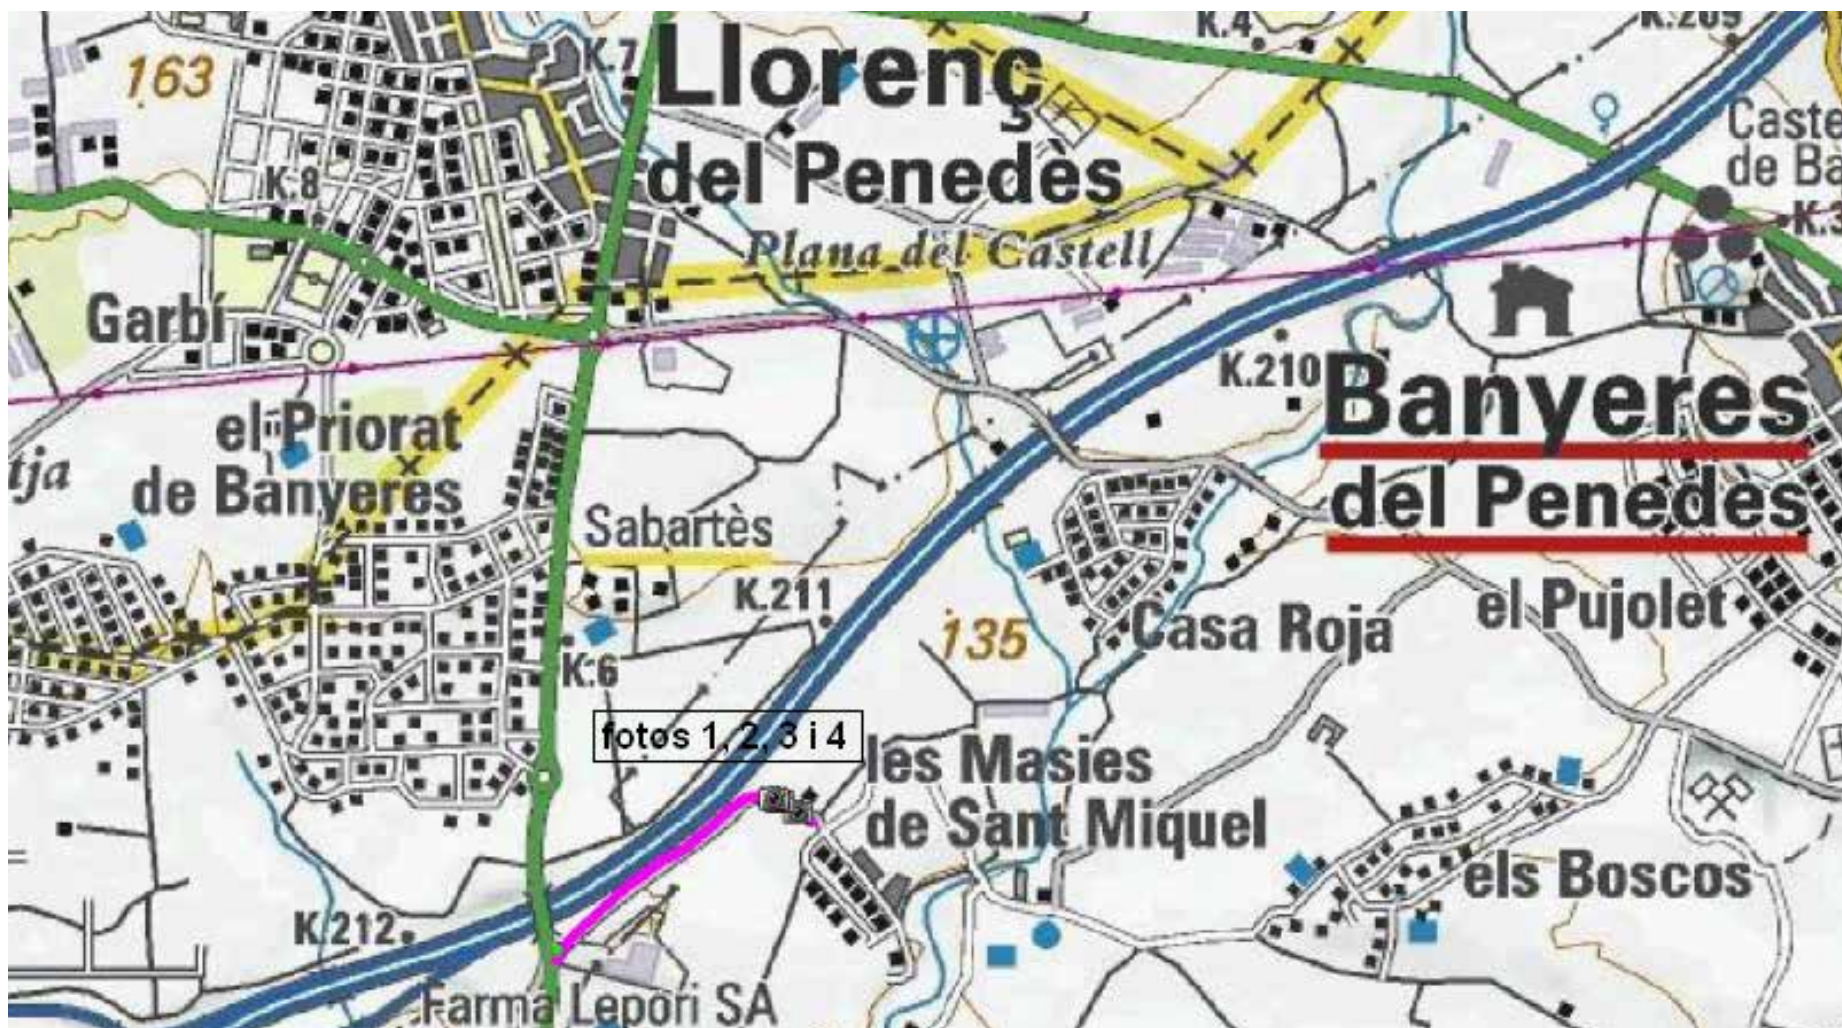 K.4
K.209
K.7
Llorenç
del Penedès
163
Caste
de Ba
K.8
K.3
Plana del Castell
Garbí
K.210
Banyeres
del Penedès
el Priorat
de Banyeres
tja
Sabartès
K.211
135
Casa Roja
el Pujolet
K.6
fotos 1, 2, 3 i 4
les Masies
de Sant Miquel
els Boscos
K.212
Farma Lepori SA